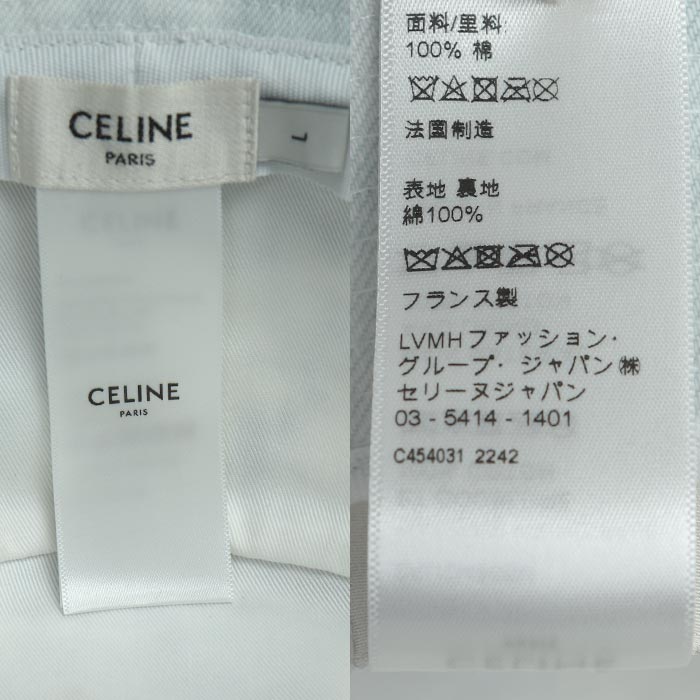 CELINE
PARIS
L
CELINE
PARIS
面料/里料
100% 棉
法國制造
表地 裏地
綿100%
フランス製
LVMHファッション・
グループ・ジャパン㈱
セリーヌジャパン
03 - 5414 - 1401
C454031 2242